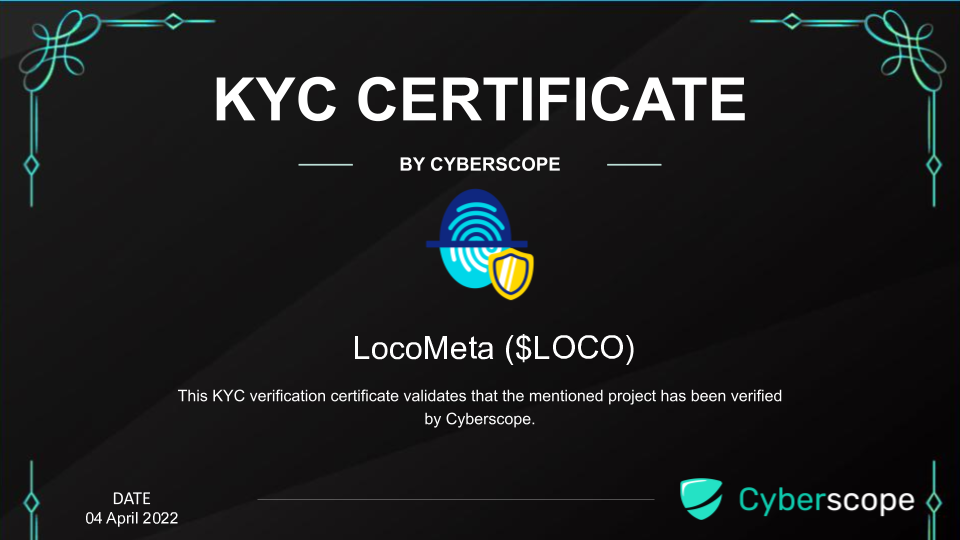 KYC CERTIFICATE
BY CYBERSCOPE
LocoMeta ($LOCO)
This KYC verification certificate validates that the mentioned project has been verified
by Cyberscope.
DATE
04 April 2022
Cyberscope